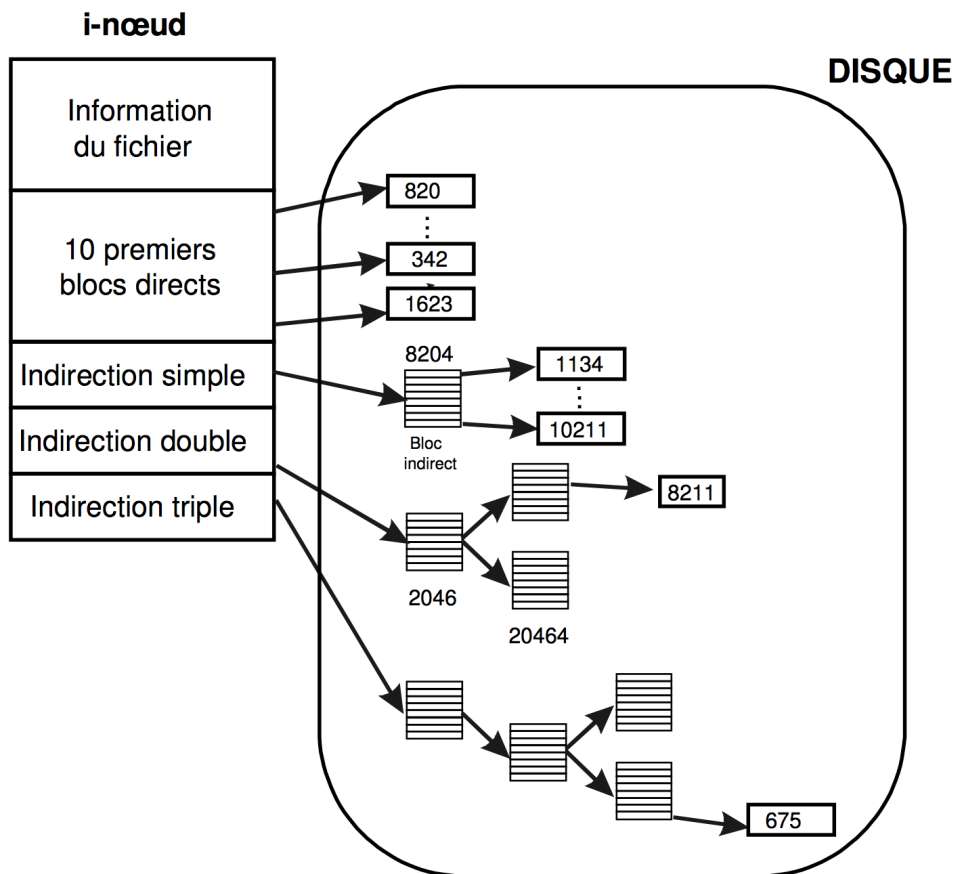 i-nœud
DISQUE
Information
du fichier
10 premiers
blocs directs
Indirection simple
Indirection double
Indirection triple
820
342
1623
8204
Bloc
indirect
1134
10211
2046
20464
8211
675